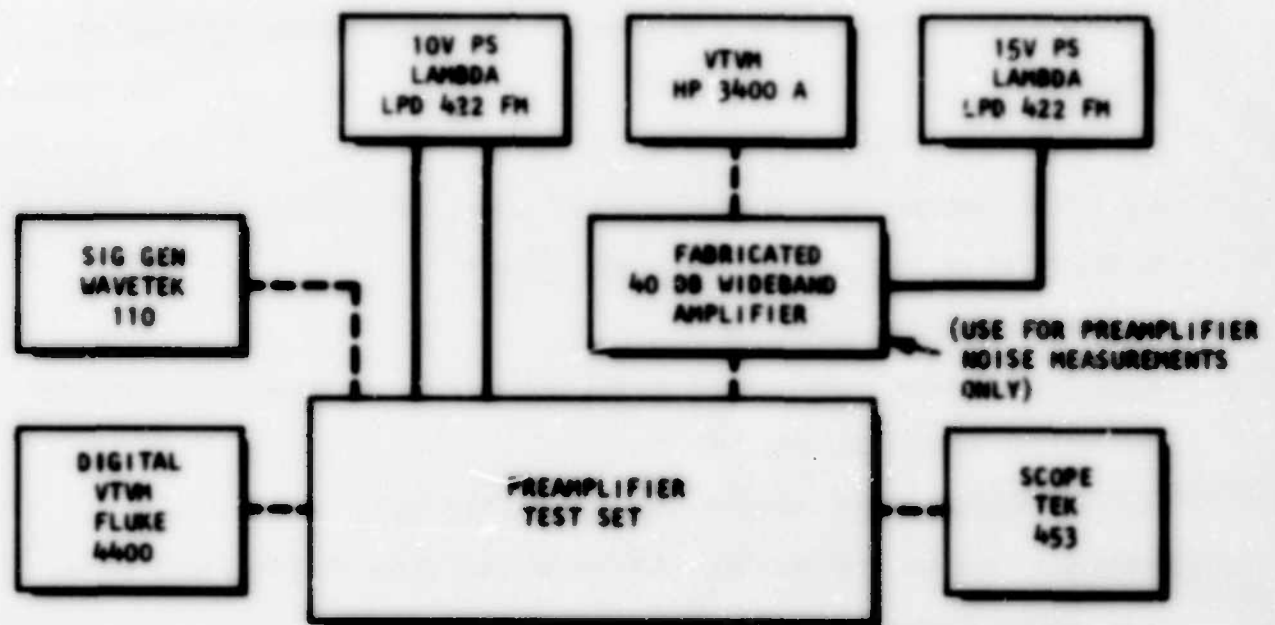 10V PS
LAMBDA
LPD 422 FM
VTVM
HP 3400 A
15V PS
LAMBDA
LPD 422 FM
SIG GEN
WAVETEK
110
FABRICATED
40 DB WIDEBAND
AMPLIFIER
(USE FOR PREAMPLIFIER
NOISE MEASUREMENTS
ONLY)
DIGITAL
VTVM
FLUKE
4400
PREAMPLIFIER
TEST SET
SCOPE
TEK
453